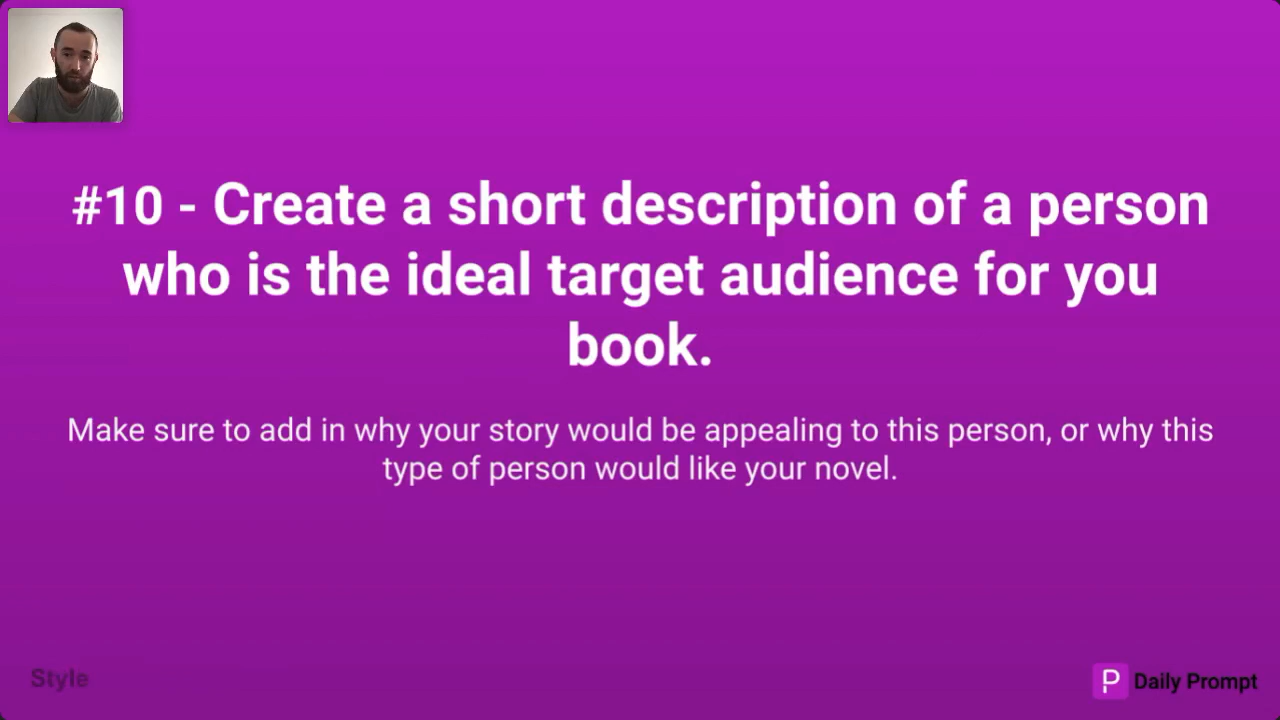 #10 - Create a short description of a person
who is the ideal target audience for you
book.
Make sure to add in why your story would be appealing to this person, or why this
type of person would like your novel.
Style
P Daily Prompt